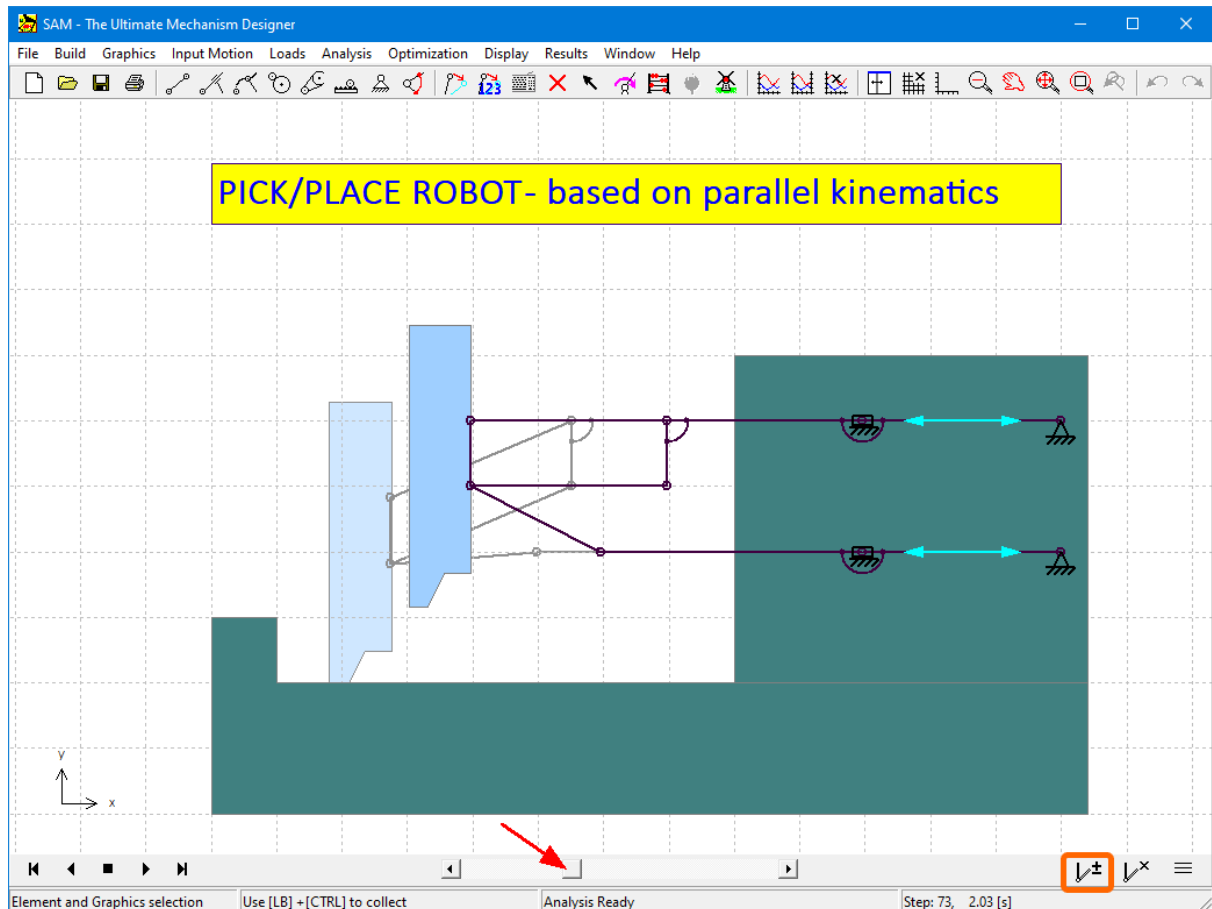 SAM - The Ultimate Mechanism Designer
File Build Graphics Input Motion Loads Analysis Optimization Display Results Window Help
123
PICK/PLACE ROBOT- based on parallel kinematics
y
x
Element and Graphics selection Use [LB] +[CTRL] to collect Analysis Ready Step: 73, 2.03 [s]